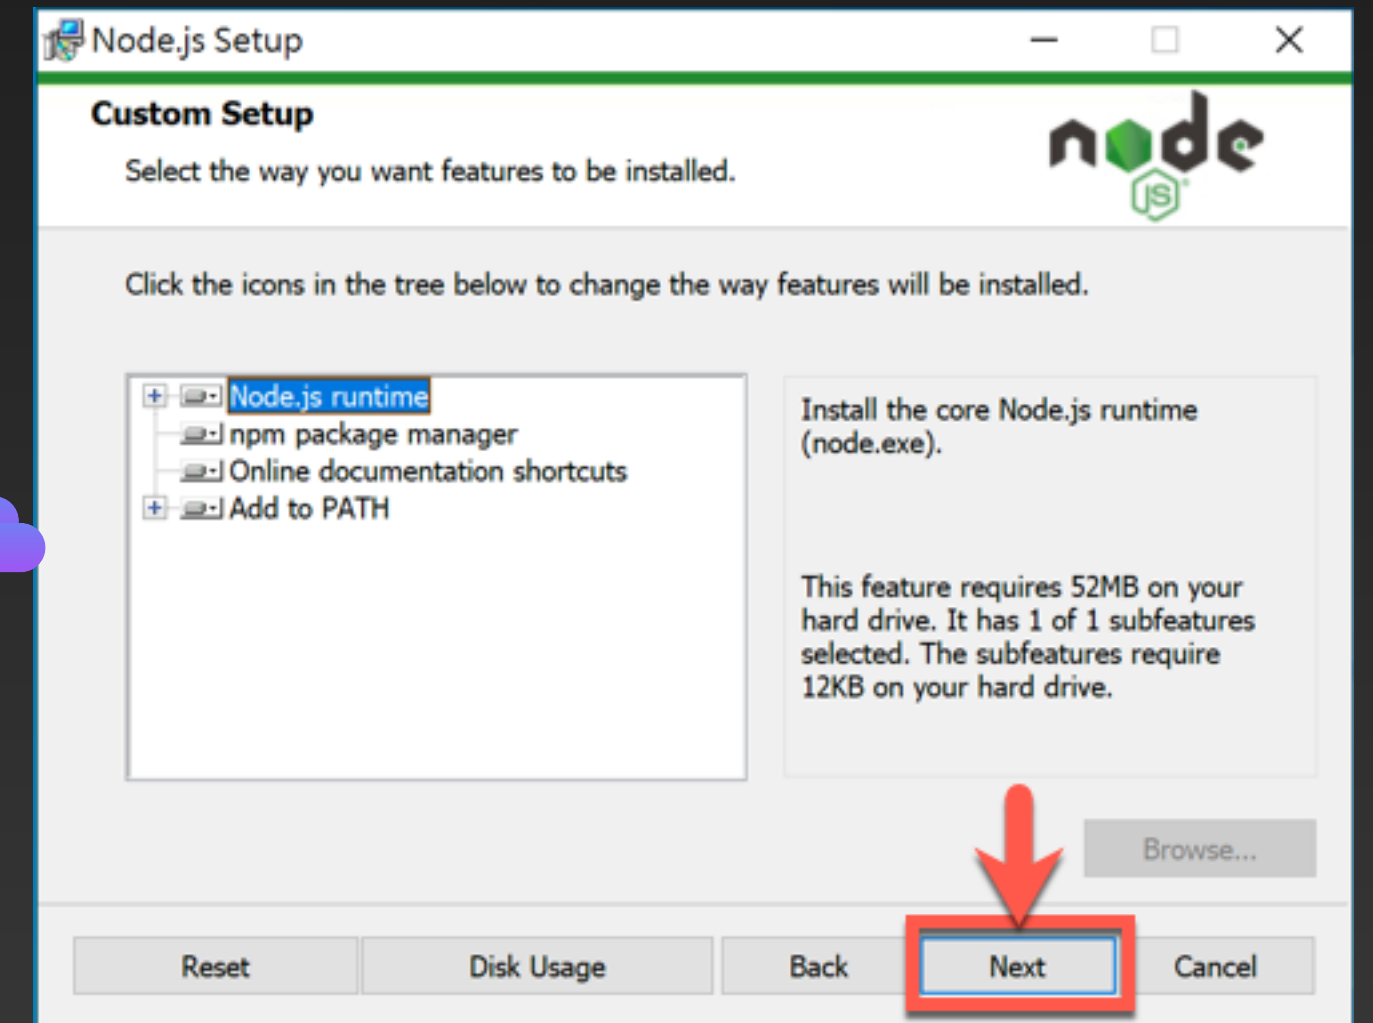 Node.js Setup
Custom Setup
Select the way you want features to be installed.
node
JS
Click the icons in the tree below to change the way features will be installed.
Node.js runtime
npm package manager
Online documentation shortcuts
Add to PATH
Install the core Node.js runtime
(node.exe).
This feature requires 52MB on your
hard drive. It has 1 of 1 subfeatures
selected. The subfeatures require
12KB on your hard drive.
Browse...
Reset
Disk Usage
Back
Next
Cancel